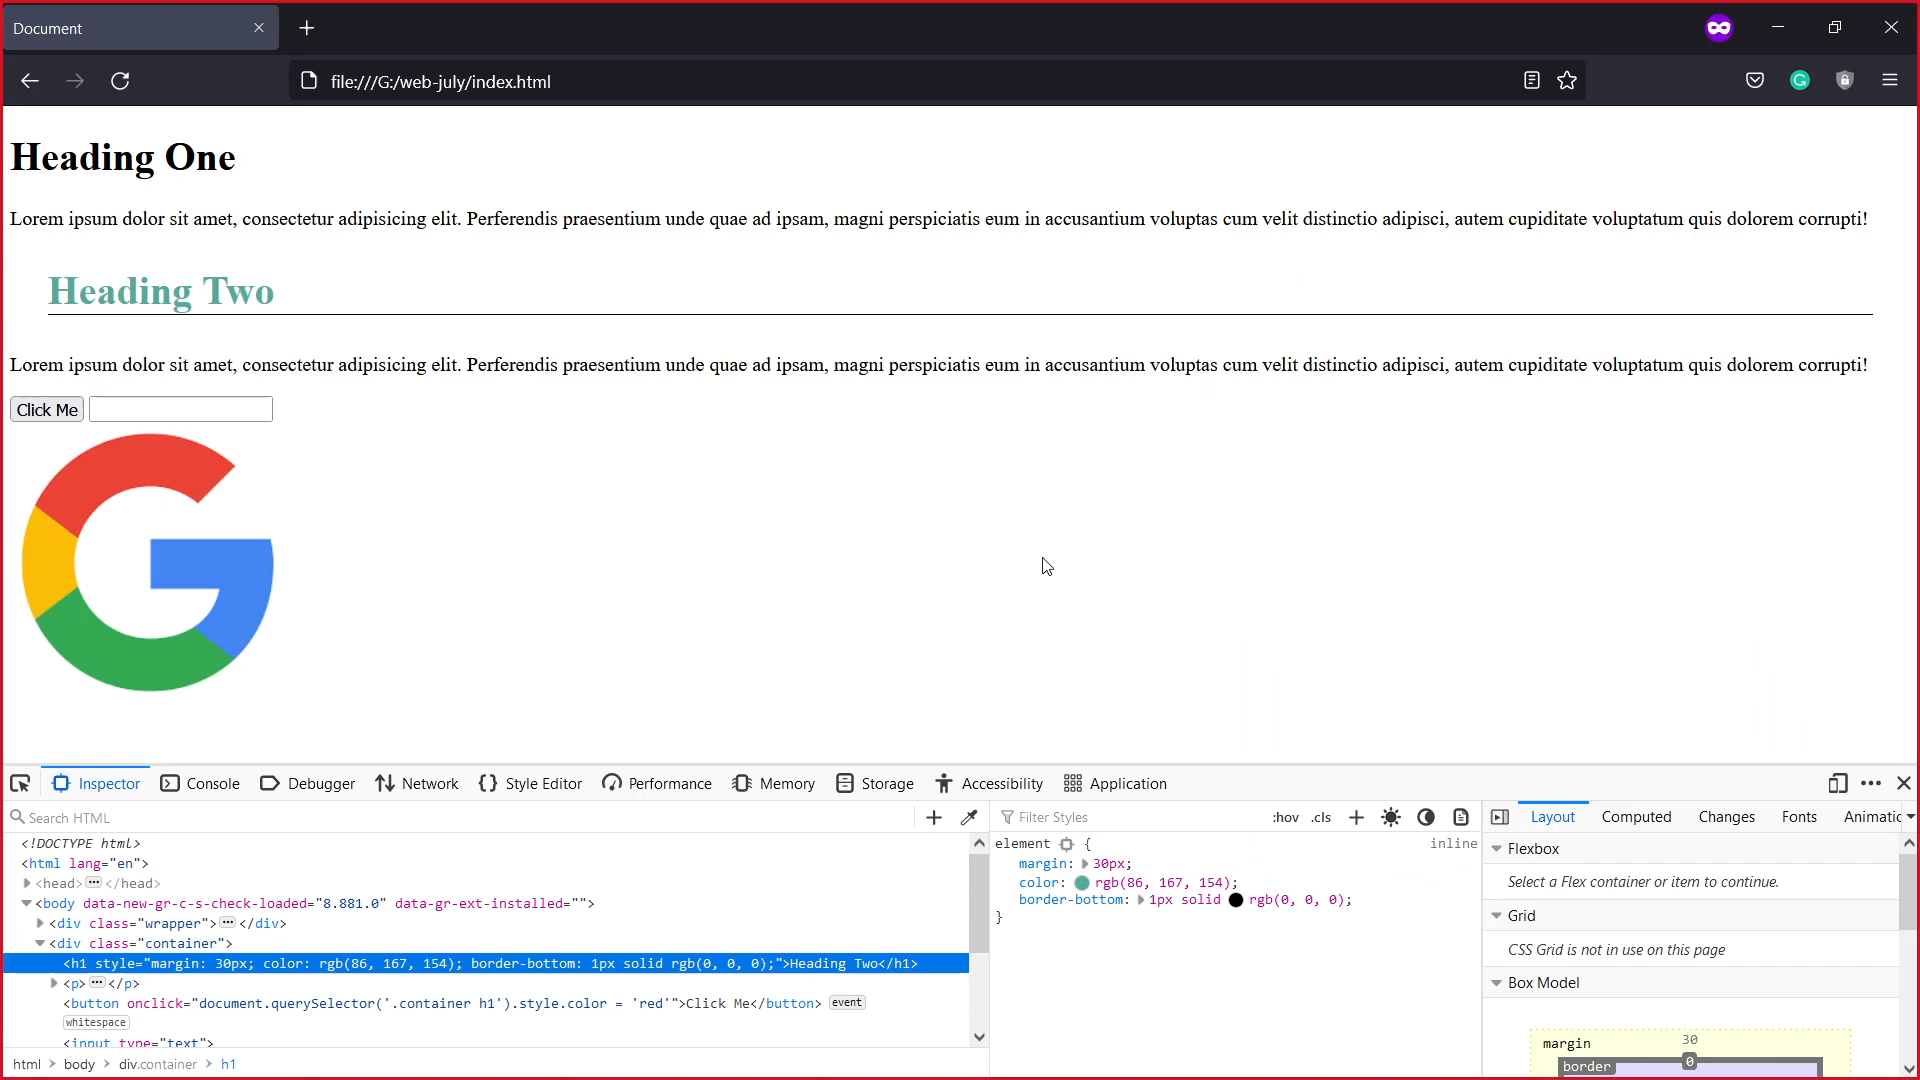 Document
file:///G:/web-july/index.html
Heading One
Lorem ipsum dolor sit amet, consectetur adipisicing elit. Perferendis praesentium unde quae ad ipsam, magni perspiciatis eum in accusantium voluptas cum velit distinctio adipisci, autem cupiditate voluptatum quis dolorem corrupti!
Heading Two
Lorem ipsum dolor sit amet, consectetur adipisicing elit. Perferendis praesentium unde quae ad ipsam, magni perspiciatis eum in accusantium voluptas cum velit distinctio adipisci, autem cupiditate voluptatum quis dolorem corrupti!
Click Me
Inspector Console Debugger Network Style Editor Performance Memory Storage Accessibility Application
Search HTML
<!DOCTYPE html>
<html lang="en">
<head>…</head>
<body data-new-gr-c-s-check-loaded="8.881.0" data-gr-ext-installed="">
<div class="wrapper">…</div>
<div class="container">
<h1 style="margin: 30px; color: rgb(86, 167, 154); border-bottom: 1px solid rgb(0, 0, 0);">Heading Two</h1>
<p>…</p>
<button onclick="document.querySelector('.container h1').style.color = 'red'">Click Me</button> event
whitespace
<input type="text">
html > body > div.container > h1
Filter Styles :hov .cls
element { inline
margin: 30px;
color: rgb(86, 167, 154);
border-bottom: 1px solid rgb(0, 0, 0);
}
Layout Computed Changes Fonts Animatic
Flexbox
Select a Flex container or item to continue.
Grid
CSS Grid is not in use on this page
Box Model
margin 30
border 0